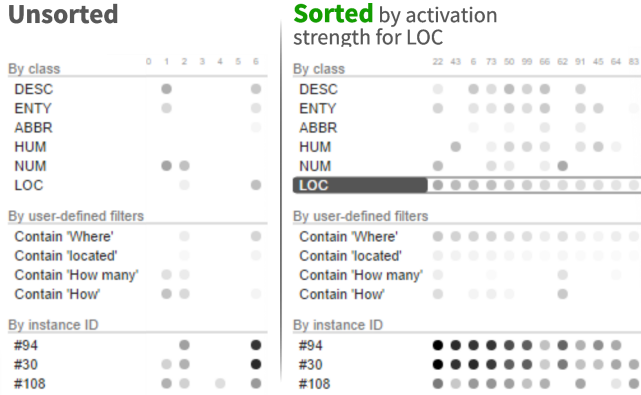 Unsorted
0 1 2 3 4 5 6
By class
DESC
ENTY
ABBR
HUM
NUM
LOC
By user-defined filters
Contain 'Where'
Contain 'located'
Contain 'How many'
Contain 'How'
By instance ID
#94
#30
#108
Sorted by activation
strength for LOC
22 43 6 73 50 99 66 62 91 45 64 83
By class
DESC
ENTY
ABBR
HUM
NUM
LOC
By user-defined filters
Contain 'Where'
Contain 'located'
Contain 'How many'
Contain 'How'
By instance ID
#94
#30
#108